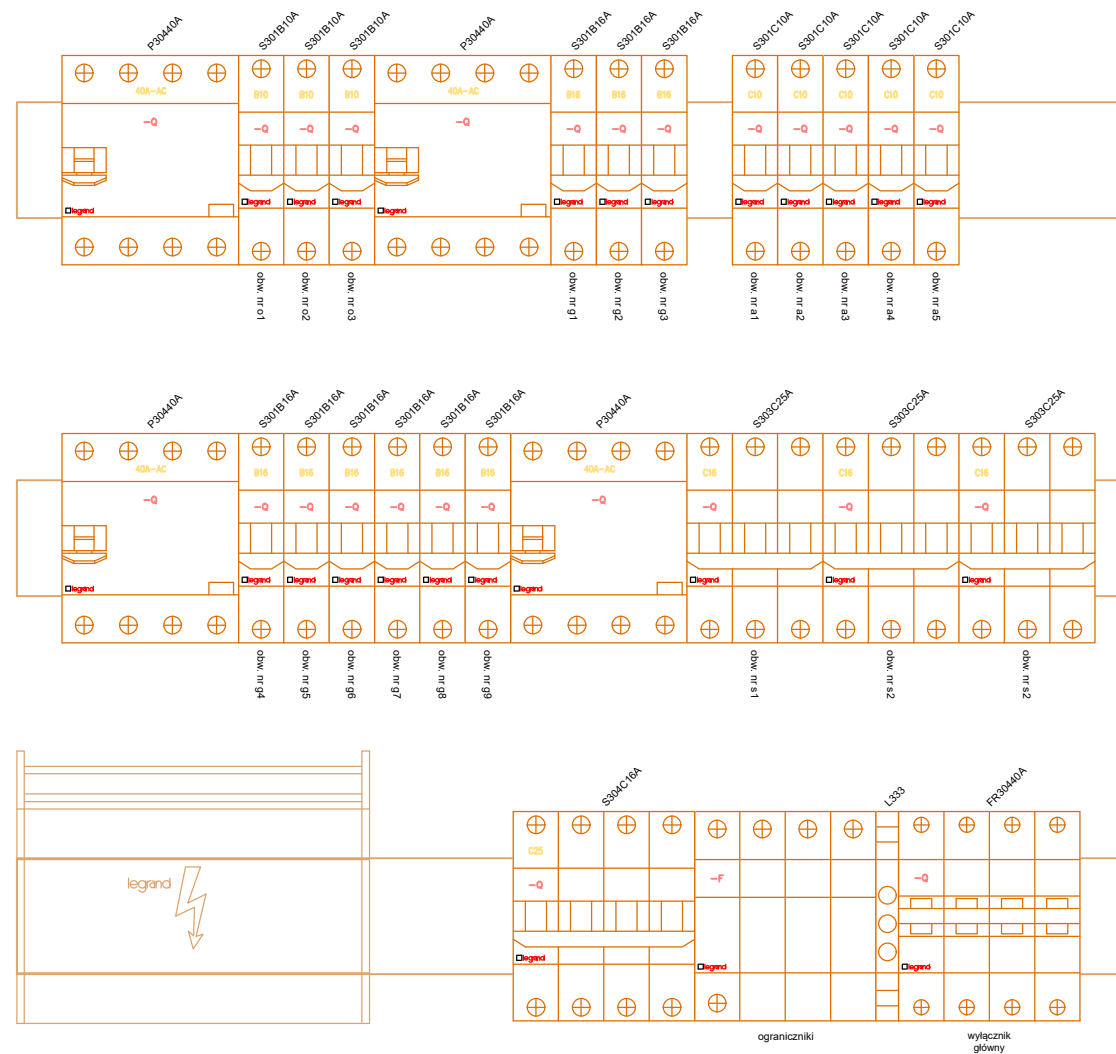 P30440A S301B10A S301B10A S301B10A P30440A S301B16A S301B16A S301B16A S301C10A S301C10A S301C10A S301C10A S301C10A
40A-AC B10 B10 B10 40A-AC B16 B16 B16 C10 C10 C10 C10 C10
-Q -Q -Q -Q -Q -Q -Q -Q -Q -Q -Q -Q -Q
legrand legrand legrand legrand legrand legrand legrand legrand legrand legrand legrand legrand legrand
obw. nr o1 obw. nr o2 obw. nr o3 obw. nr g1 obw. nr g2 obw. nr g3 obw. nr a1 obw. nr a2 obw. nr a3 obw. nr a4 obw. nr a5
P30440A S301B16A S301B16A S301B16A S301B16A S301B16A S301B16A P30440A S303C25A S303C25A S303C25A
40A-AC B16 B16 B16 B16 B16 B16 40A-AC C16 C16 C16
-Q -Q -Q -Q -Q -Q -Q -Q -Q -Q -Q
legrand legrand legrand legrand legrand legrand legrand legrand legrand legrand legrand
obw. nr g4 obw. nr g5 obw. nr g6 obw. nr g7 obw. nr g8 obw. nr g9 obw. nr s1 obw. nr s2 obw. nr s2
S304C16A L333 FR30440A
C25
legrand -Q -F -Q
legrand legrand legrand
ograniczniki wyłącznik
główny